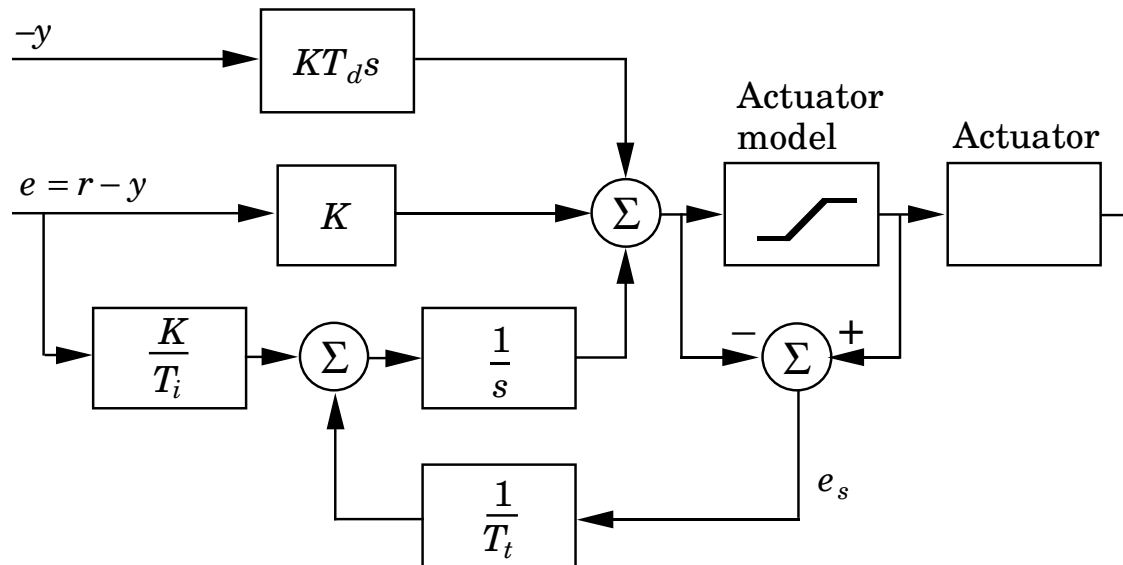 −y
KT_d s
Actuator
model
Actuator
e = r − y
K
Σ
K
T_i
Σ
1
s
−
+
Σ
1
T_t
e_s